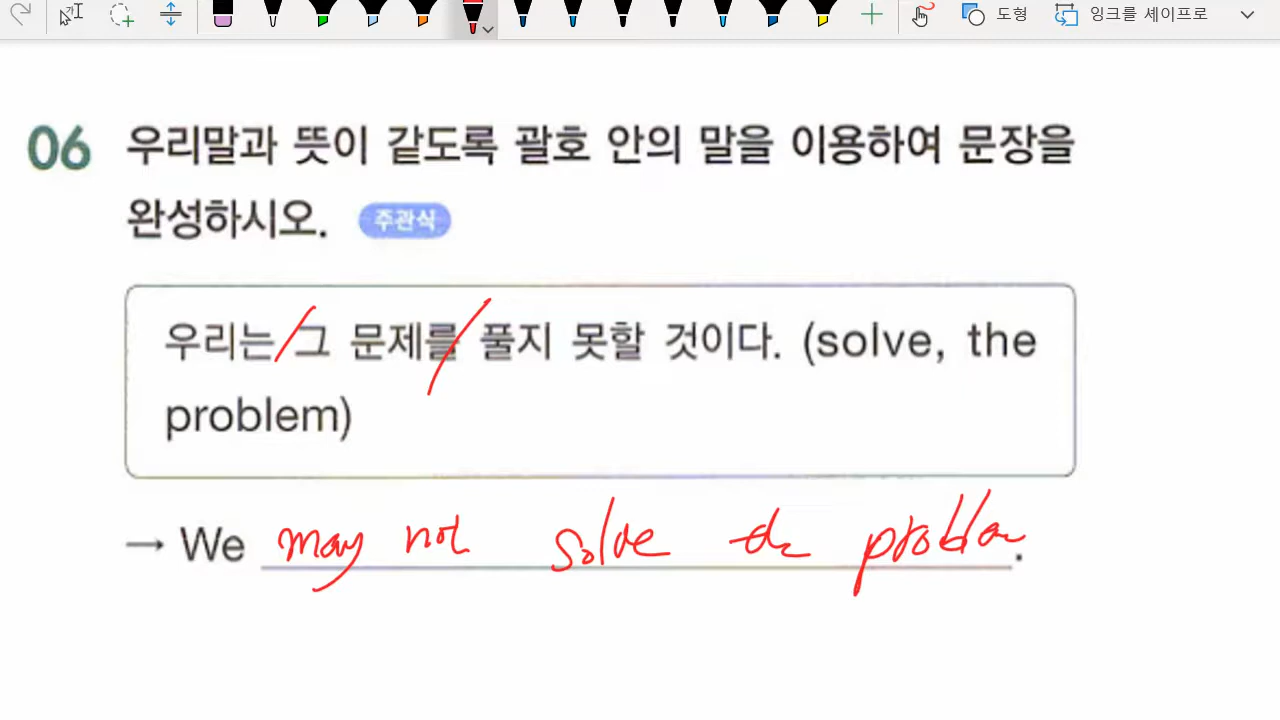 도형
잉크를 셰이프로
06 우리말과 뜻이 같도록 괄호 안의 말을 이용하여 문장을
완성하시오. 주관식
우리는 그 문제를 풀지 못할 것이다. (solve, the
problem)
→ We may not solve the problem.